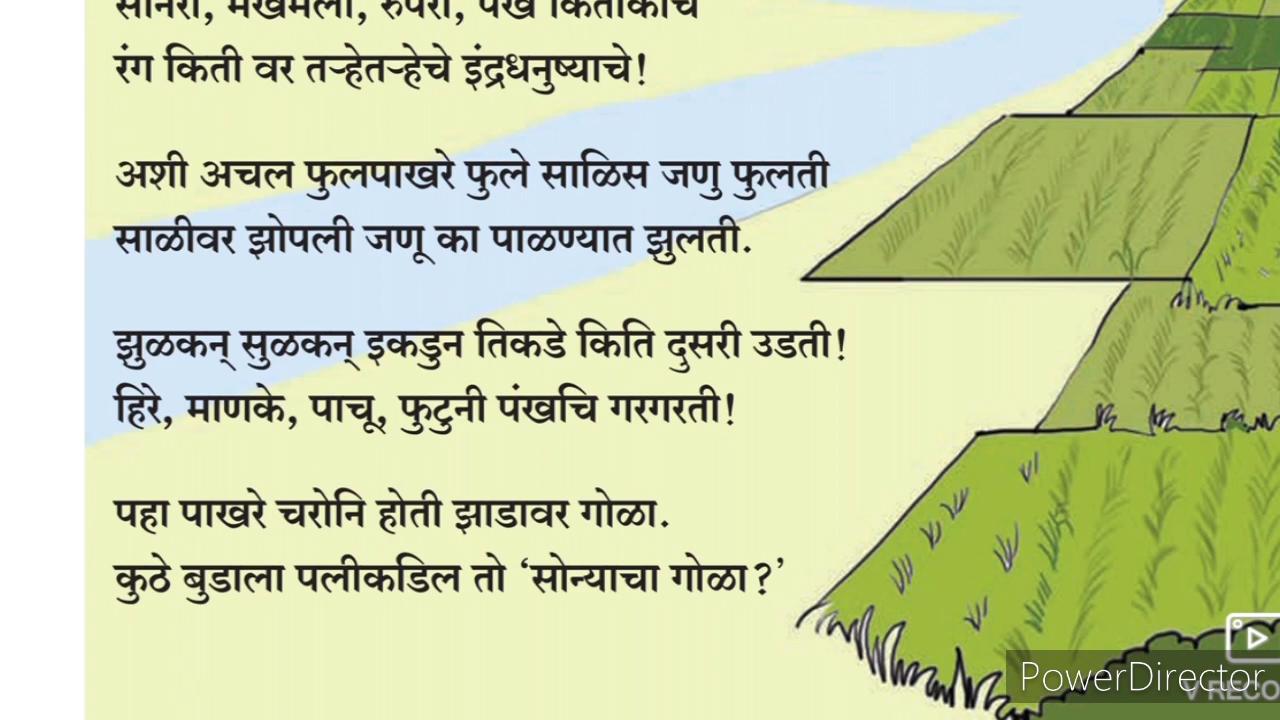 सोनेरी, मखमली, रुपेरी, पंख कितीकांचे
रंग किती वर तऱ्हेतऱ्हेचे इंद्रधनुष्याचे!
अशी अचल फुलपाखरे फुले साळिस जणु फुलती
साळीवर झोपली जणू का पाळण्यात झुलती.
झुळकन् सुळकन् इकडुन तिकडे किति दुसरी उडती!
हिरे, माणके, पाचू, फुटुनी पंखचि गरगरती!
पहा पाखरे चरोनि होती झाडावर गोळा.
कुठे बुडाला पलीकडिल तो ‘सोन्याचा गोळा?’
PowerDirector